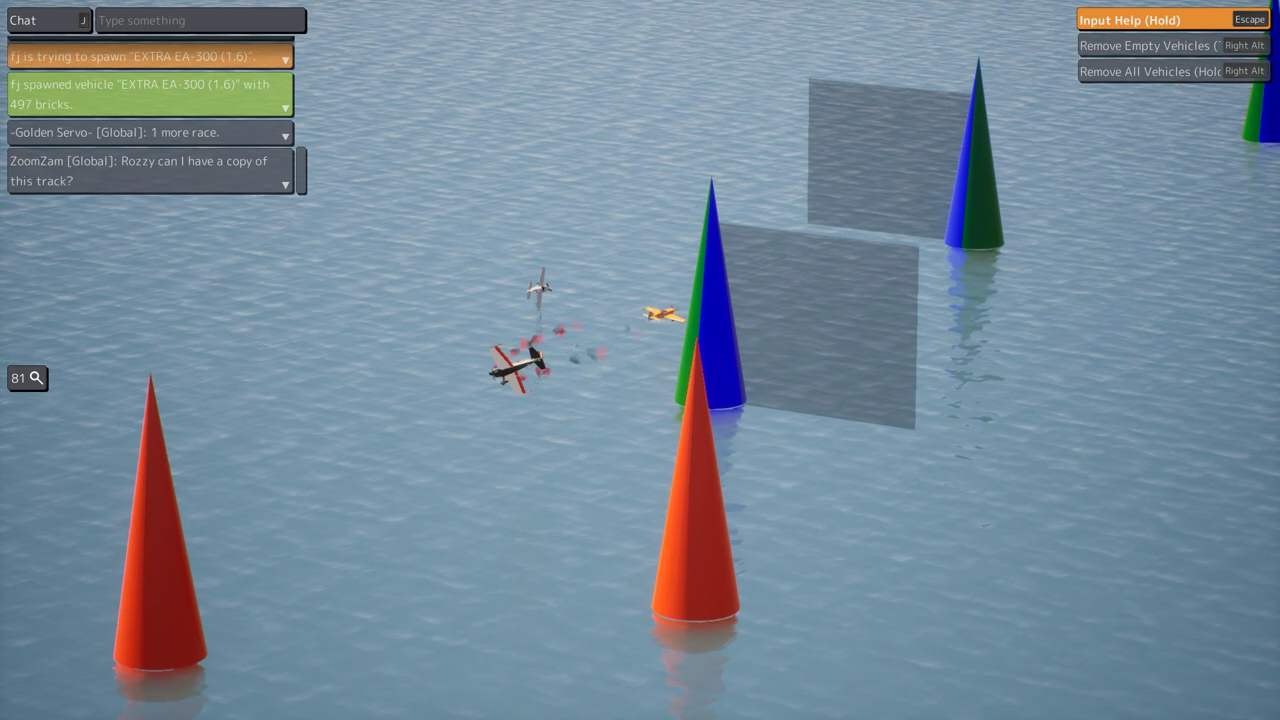 Chat J Type something
fj is trying to spawn "EXTRA EA-300 (1.6)".
fj spawned vehicle "EXTRA EA-300 (1.6)" with
497 bricks.
-Golden Servo- [Global]: 1 more race.
ZoomZam [Global]: Rozzy can I have a copy of
this track?
81
Input Help (Hold) Escape
Remove Empty Vehicles ( Right Alt
Remove All Vehicles (Hold Right Alt